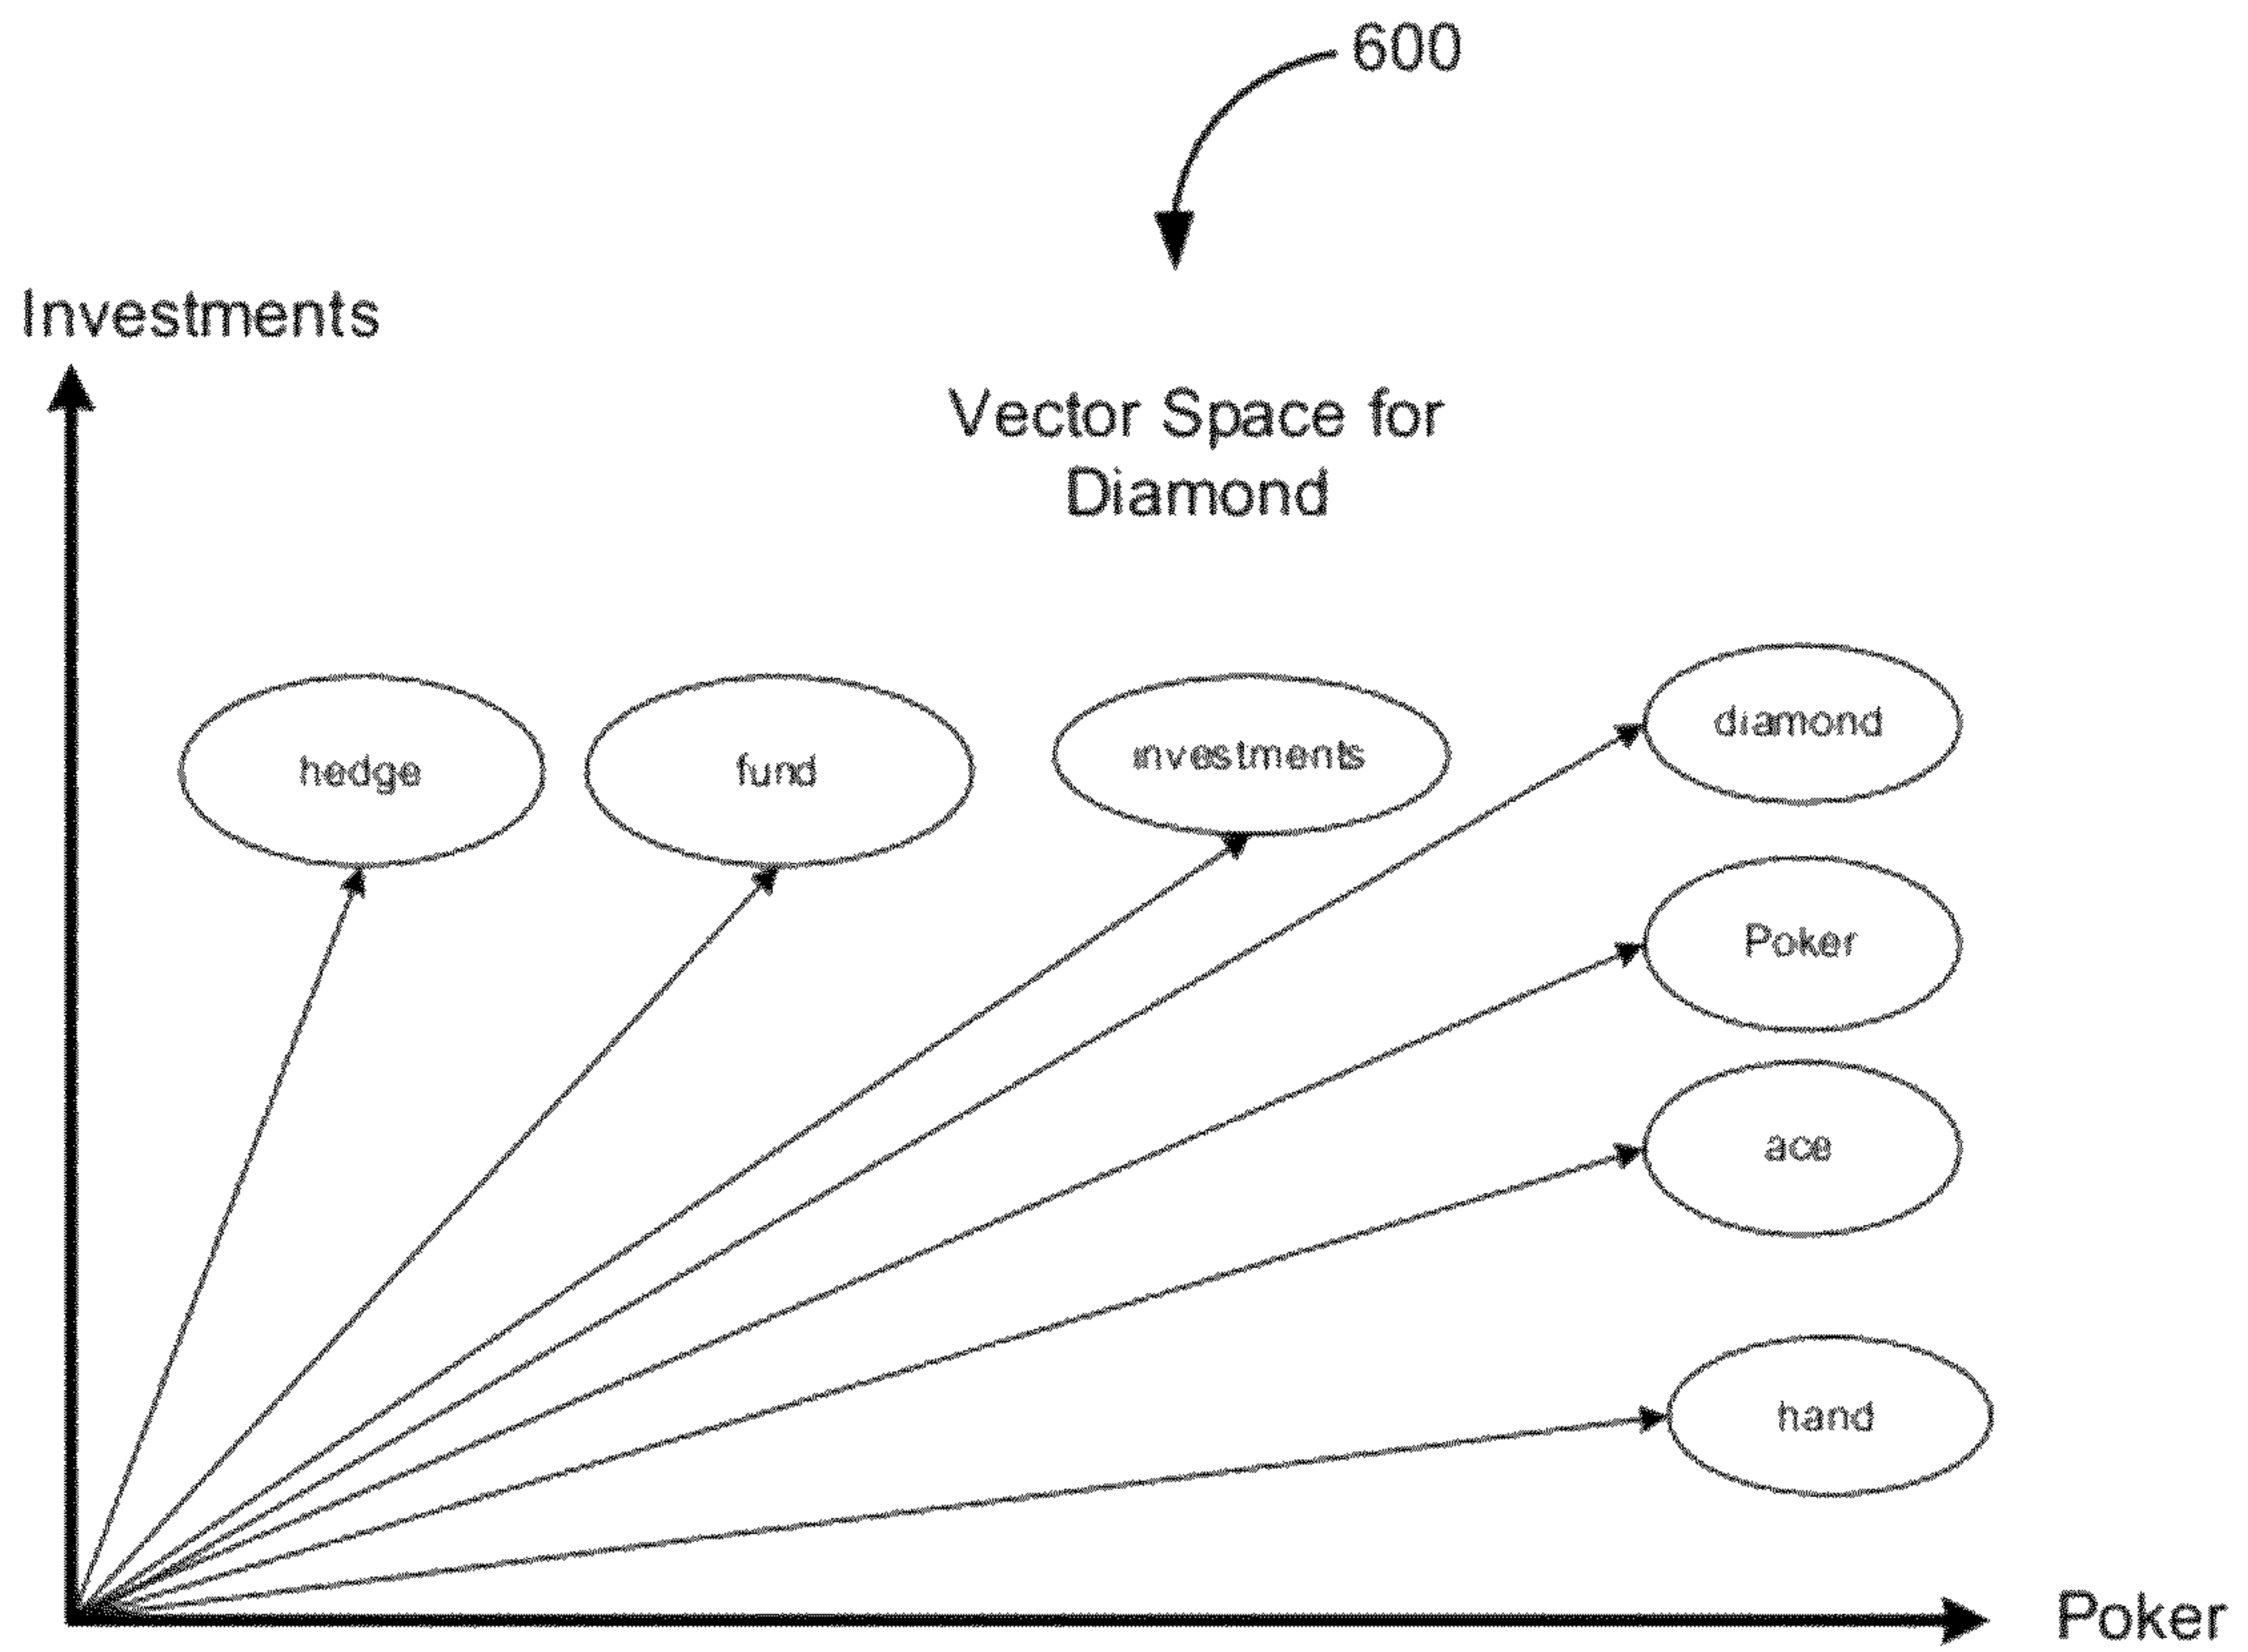 600
Investments
Vector Space for
Diamond
hedge
fund
investments
diamond
Poker
ace
hand
Poker